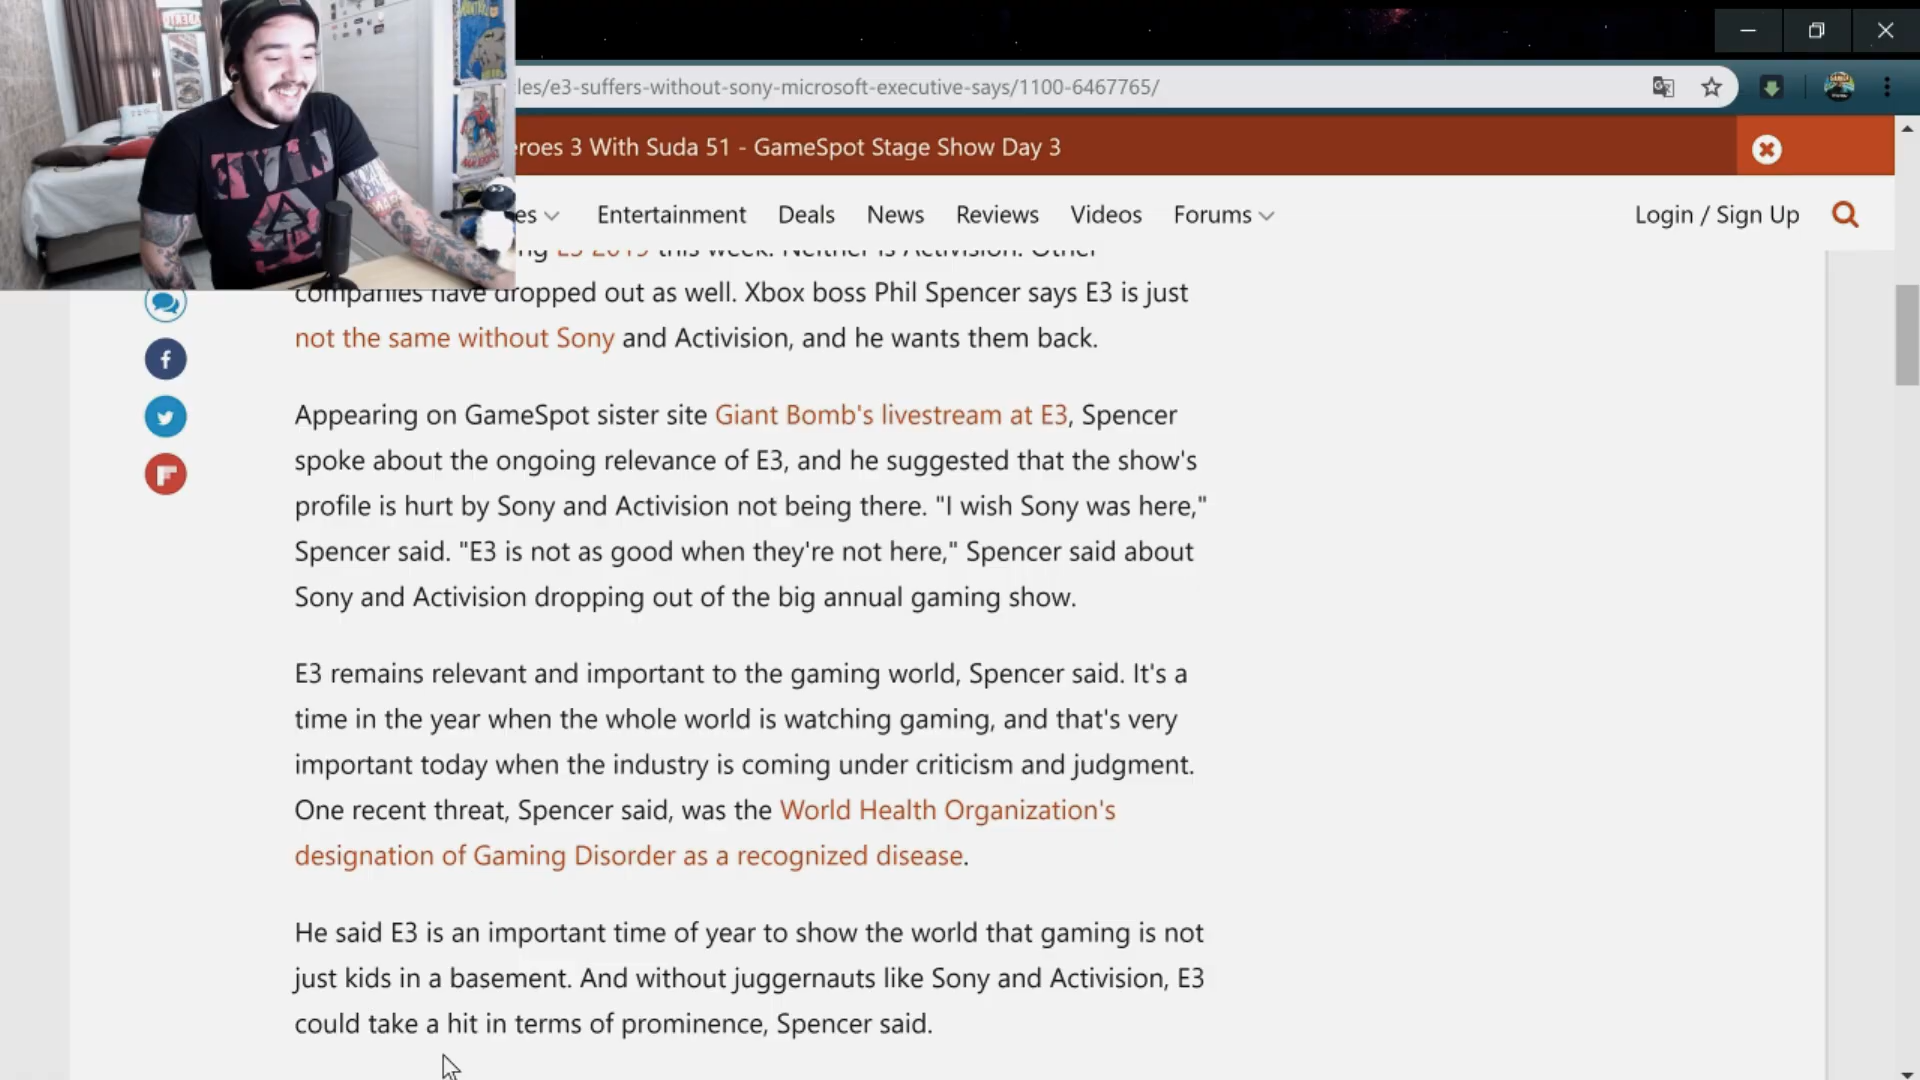 les/e3-suffers-without-sony-microsoft-executive-says/1100-6467765/
roes 3 With Suda 51 - GameSpot Stage Show Day 3
es Entertainment Deals News Reviews Videos Forums Login / Sign Up
ng E3 2019 this week. Neither is Activision. Other
companies have dropped out as well. Xbox boss Phil Spencer says E3 is just
not the same without Sony and Activision, and he wants them back.
Appearing on GameSpot sister site Giant Bomb's livestream at E3, Spencer
spoke about the ongoing relevance of E3, and he suggested that the show's
profile is hurt by Sony and Activision not being there. "I wish Sony was here,"
Spencer said. "E3 is not as good when they're not here," Spencer said about
Sony and Activision dropping out of the big annual gaming show.
E3 remains relevant and important to the gaming world, Spencer said. It's a
time in the year when the whole world is watching gaming, and that's very
important today when the industry is coming under criticism and judgment.
One recent threat, Spencer said, was the World Health Organization's
designation of Gaming Disorder as a recognized disease.
He said E3 is an important time of year to show the world that gaming is not
just kids in a basement. And without juggernauts like Sony and Activision, E3
could take a hit in terms of prominence, Spencer said.